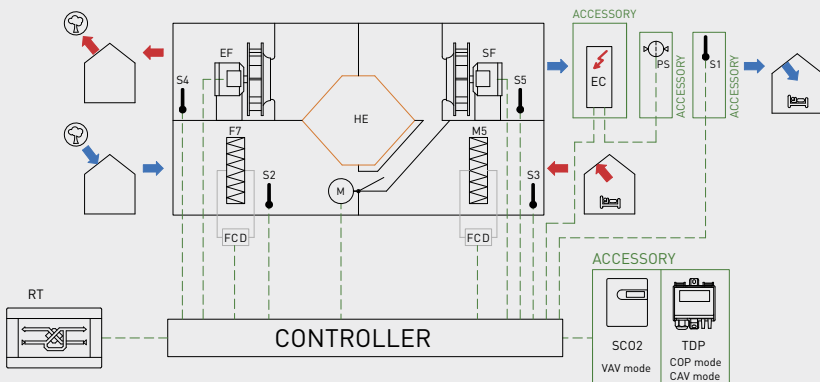 ACCESSORY
EF
SF
S4
S5
EC
PS
ACCESSORY
S1
ACCESSORY
HE
F7
M5
S2
M
S3
FCD
FCD
ACCESSORY
RT
CONTROLLER
SCO2
VAV mode
TDP
COP mode
CAV mode